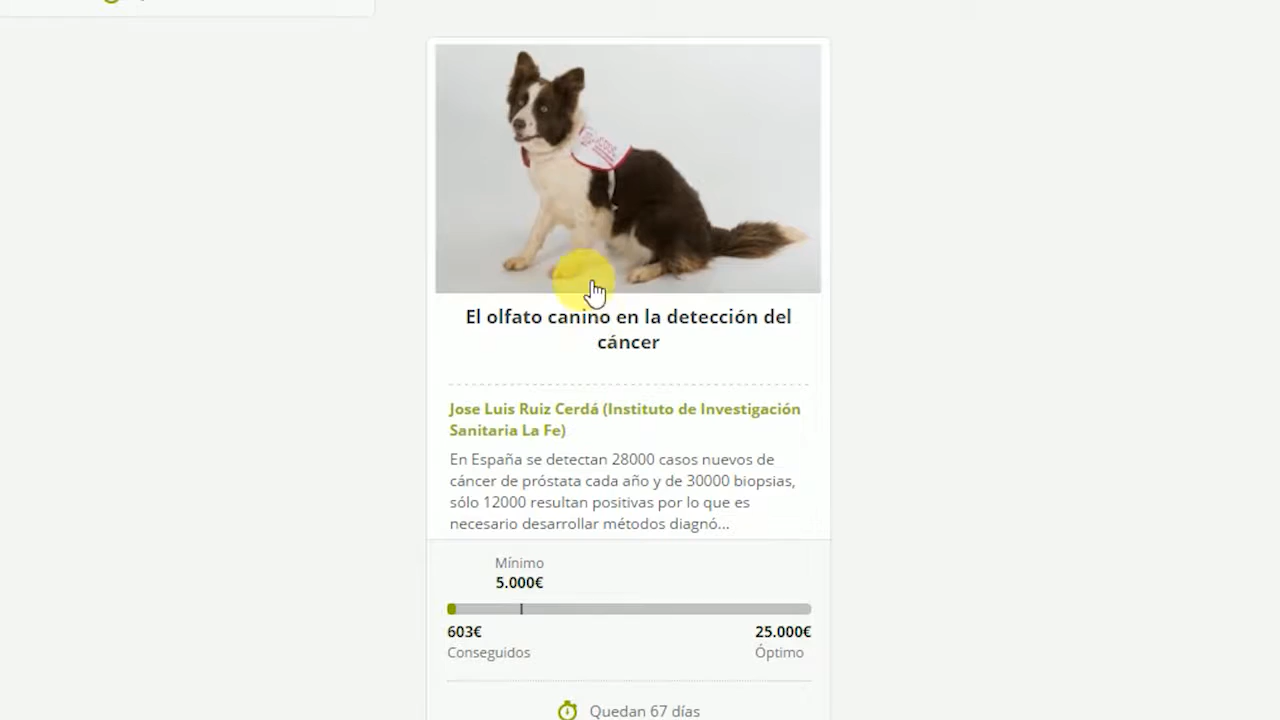 El olfato canino en la detección del
cáncer
Jose Luis Ruiz Cerdá (Instituto de Investigación
Sanitaria La Fe)
En España se detectan 28000 casos nuevos de
cáncer de próstata cada año y de 30000 biopsias,
sólo 12000 resultan positivas por lo que es
necesario desarrollar métodos diagnó...
Mínimo
5.000€
603€ 25.000€
Conseguidos Óptimo
Quedan 67 días